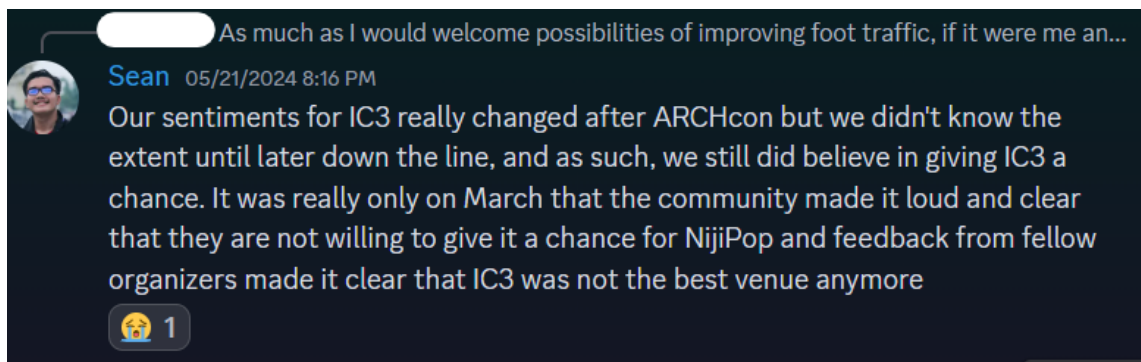 As much as I would welcome possibilities of improving foot traffic, if it were me an...
Sean 05/21/2024 8:16 PM
Our sentiments for IC3 really changed after ARCHcon but we didn't know the
extent until later down the line, and as such, we still did believe in giving IC3 a
chance. It was really only on March that the community made it loud and clear
that they are not willing to give it a chance for NijiPop and feedback from fellow
organizers made it clear that IC3 was not the best venue anymore
😭 1